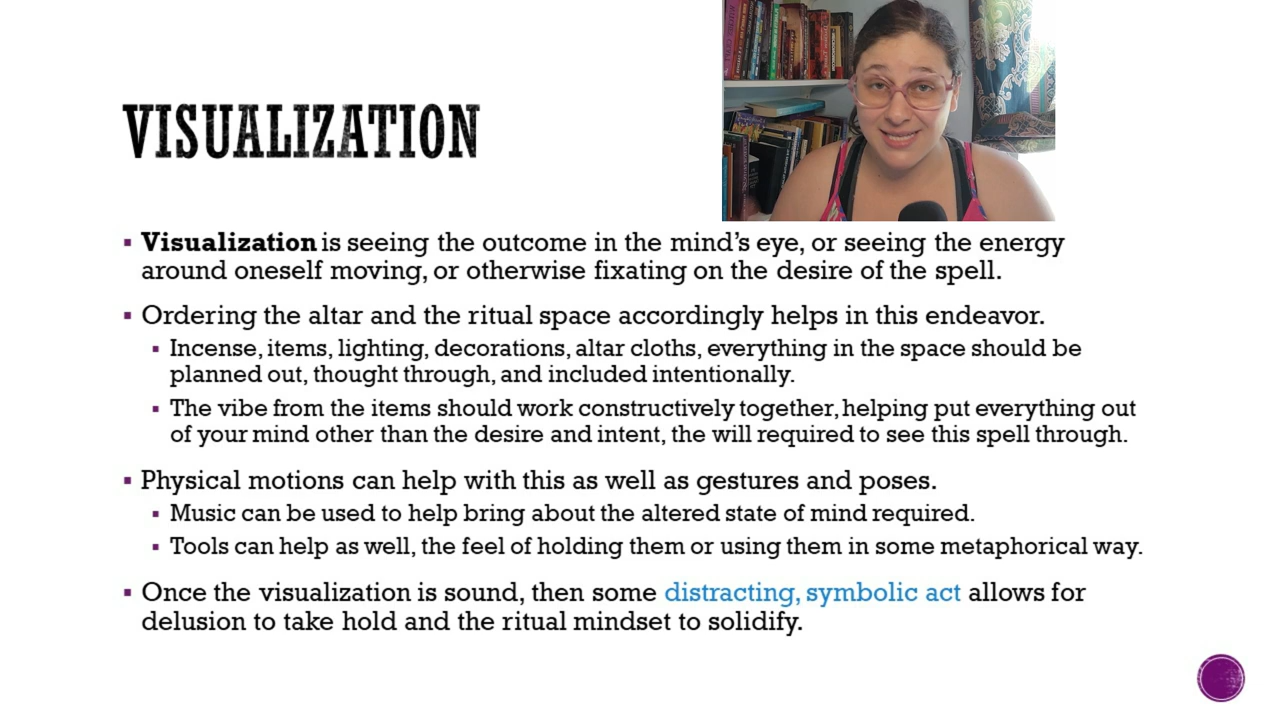 VISUALIZATION
▪ Visualization is seeing the outcome in the mind's eye, or seeing the energy
around oneself moving, or otherwise fixating on the desire of the spell.
▪ Ordering the altar and the ritual space accordingly helps in this endeavor.
▪ Incense, items, lighting, decorations, altar cloths, everything in the space should be
planned out, thought through, and included intentionally.
▪ The vibe from the items should work constructively together, helping put everything out
of your mind other than the desire and intent, the will required to see this spell through.
▪ Physical motions can help with this as well as gestures and poses.
▪ Music can be used to help bring about the altered state of mind required.
▪ Tools can help as well, the feel of holding them or using them in some metaphorical way.
▪ Once the visualization is sound, then some distracting, symbolic act allows for
delusion to take hold and the ritual mindset to solidify.